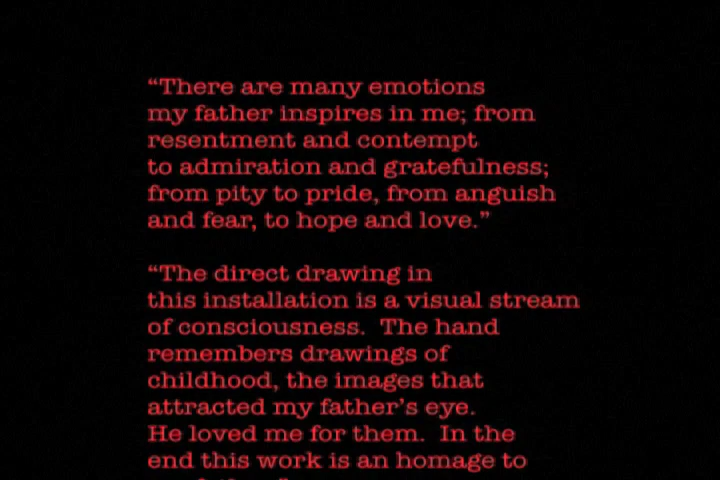 “There are many emotions
my father inspires in me; from
resentment and contempt
to admiration and gratefulness;
from pity to pride, from anguish
and fear, to hope and love.”
“The direct drawing in
this installation is a visual stream
of consciousness.  The hand
remembers drawings of
childhood, the images that
attracted my father’s eye.
He loved me for them.  In the
end this work is an homage to